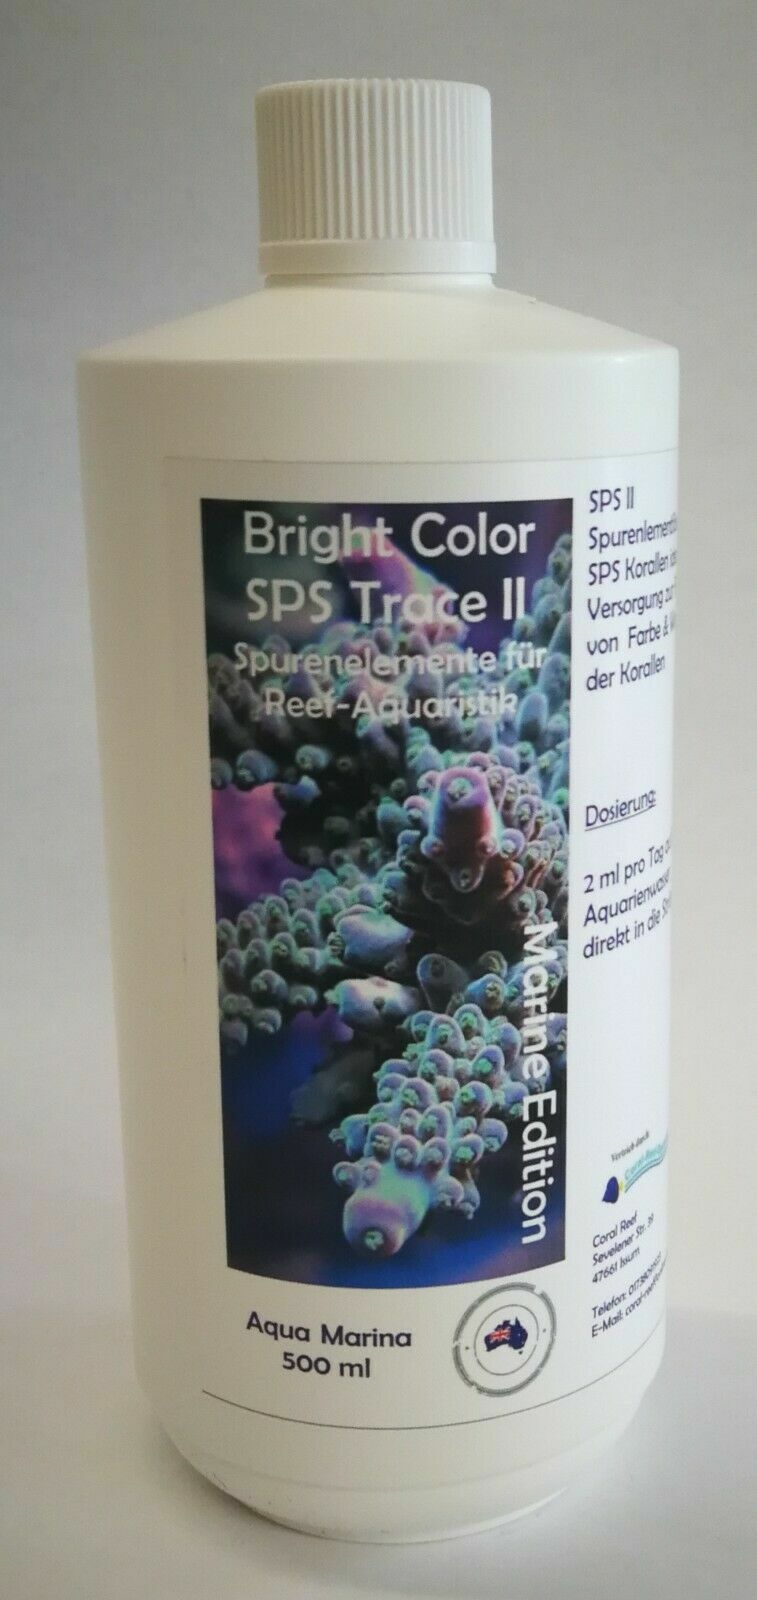 Bright Color
SPS Trace II
Spurenelemente für
Reef-Aquaristik
Marine Edition
Aqua Marina
500 ml
SPS II
SPS Korallen
Versorgung
von Farbe &
der Korallen
Dosierung:
2 ml pro Tag
direkt in die
Vertrieb durch
Coral Reef
Sevelener Str. 39
47661 Issum
Telefon:
E-Mail: